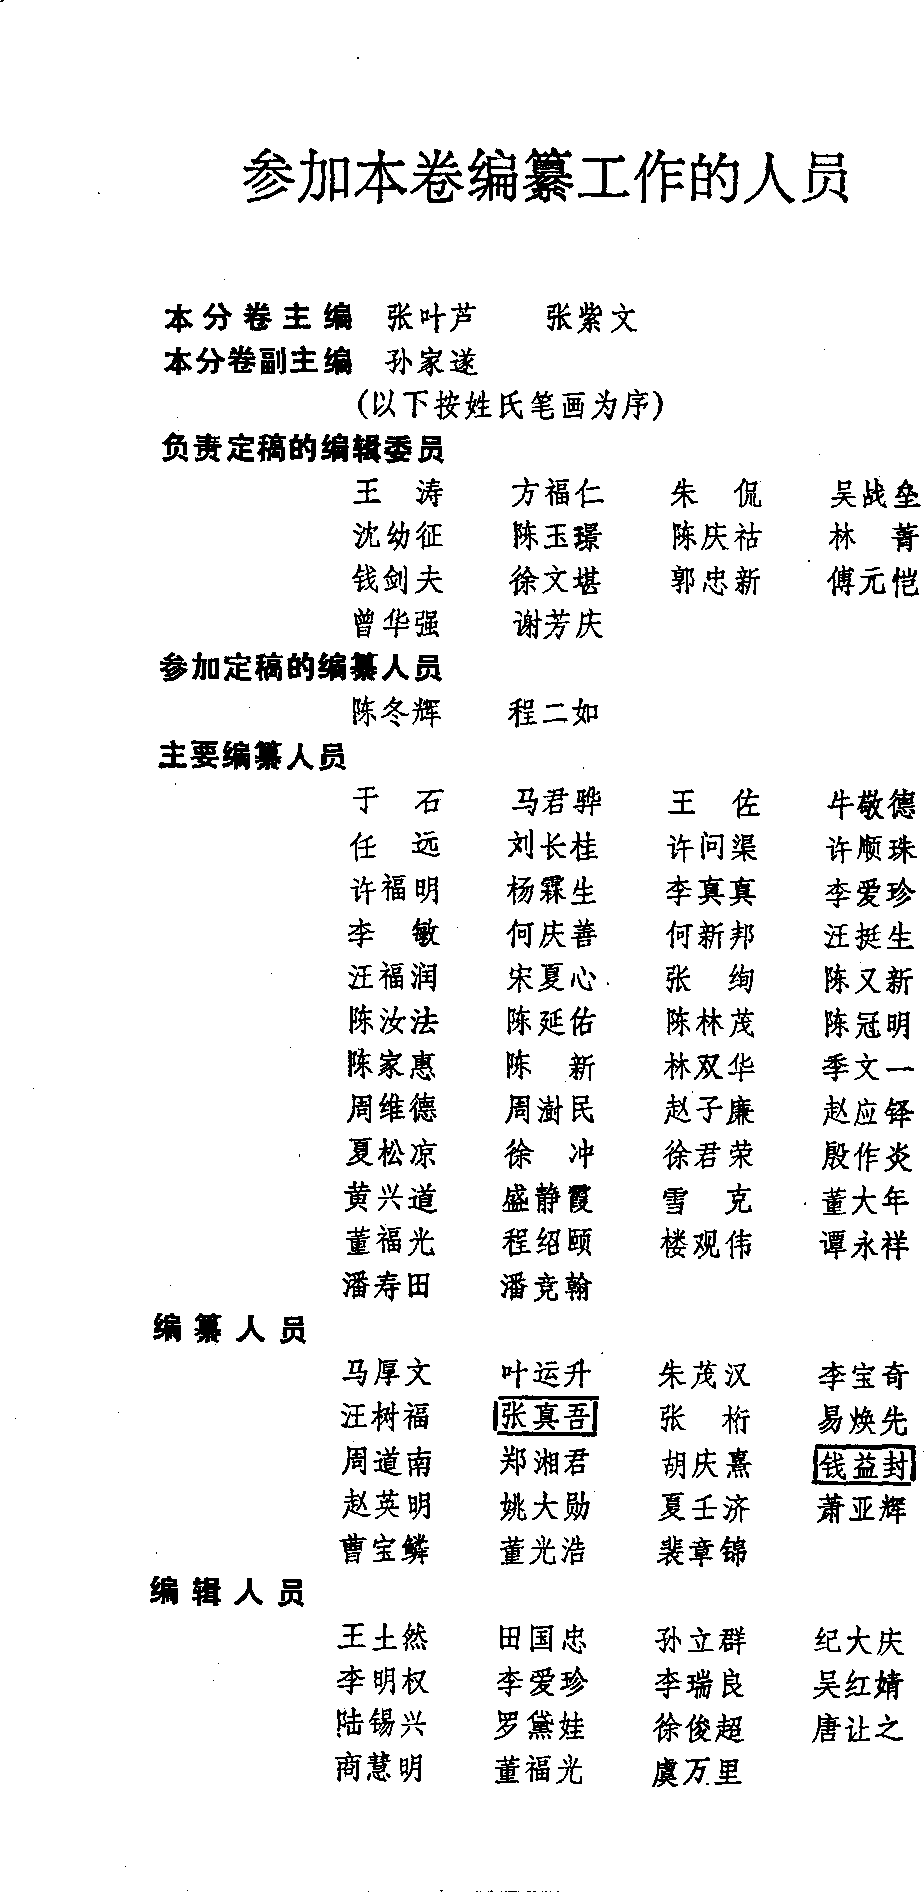 参加本卷编纂工作的人员
本分卷主编 张叶芦 张紫文
本分卷副主编 孙家遂
(以下按姓氏笔画为序)
负责定稿的编辑委员
王 涛 方福仁 朱 侃 吴战垒
沈幼征 陈玉璟 陈庆祜 林 菁
钱剑夫 徐文堪 郭忠新 傅元恺
曾华强 谢芳庆
参加定稿的编纂人员
陈冬辉 程二如
主要编纂人员
于 石 马君骅 王 佐 牛敬德
任 远 刘长桂 许问渠 许顺珠
许福明 杨霖生 李真真 李爱珍
李 敏 何庆善 何新邦 汪挺生
汪福润 宋夏心 张 绚 陈又新
陈汝法 陈延佑 陈林茂 陈冠明
陈家惠 陈 新 林双华 季文一
周维德 周澍民 赵子廉 赵应铎
夏松凉 徐 冲 徐君荣 殷作炎
黄兴道 盛静霞 雪 克 董大年
董福光 程绍颐 楼观伟 谭永祥
潘寿田 潘竞翰
编纂人员
马厚文 叶运升 朱茂汉 李宝奇
汪树福 张真吾 张 桁 易焕先
周道南 郑湘君 胡庆熹 钱益封
赵英明 姚大勋 夏壬济 萧亚辉
曹宝鳞 董光浩 裴章锦
编辑人员
王土然 田国忠 孙立群 纪大庆
李明权 李爱珍 李瑞良 吴红婧
陆锡兴 罗黛娃 徐俊超 唐让之
商慧明 董福光 虞万里